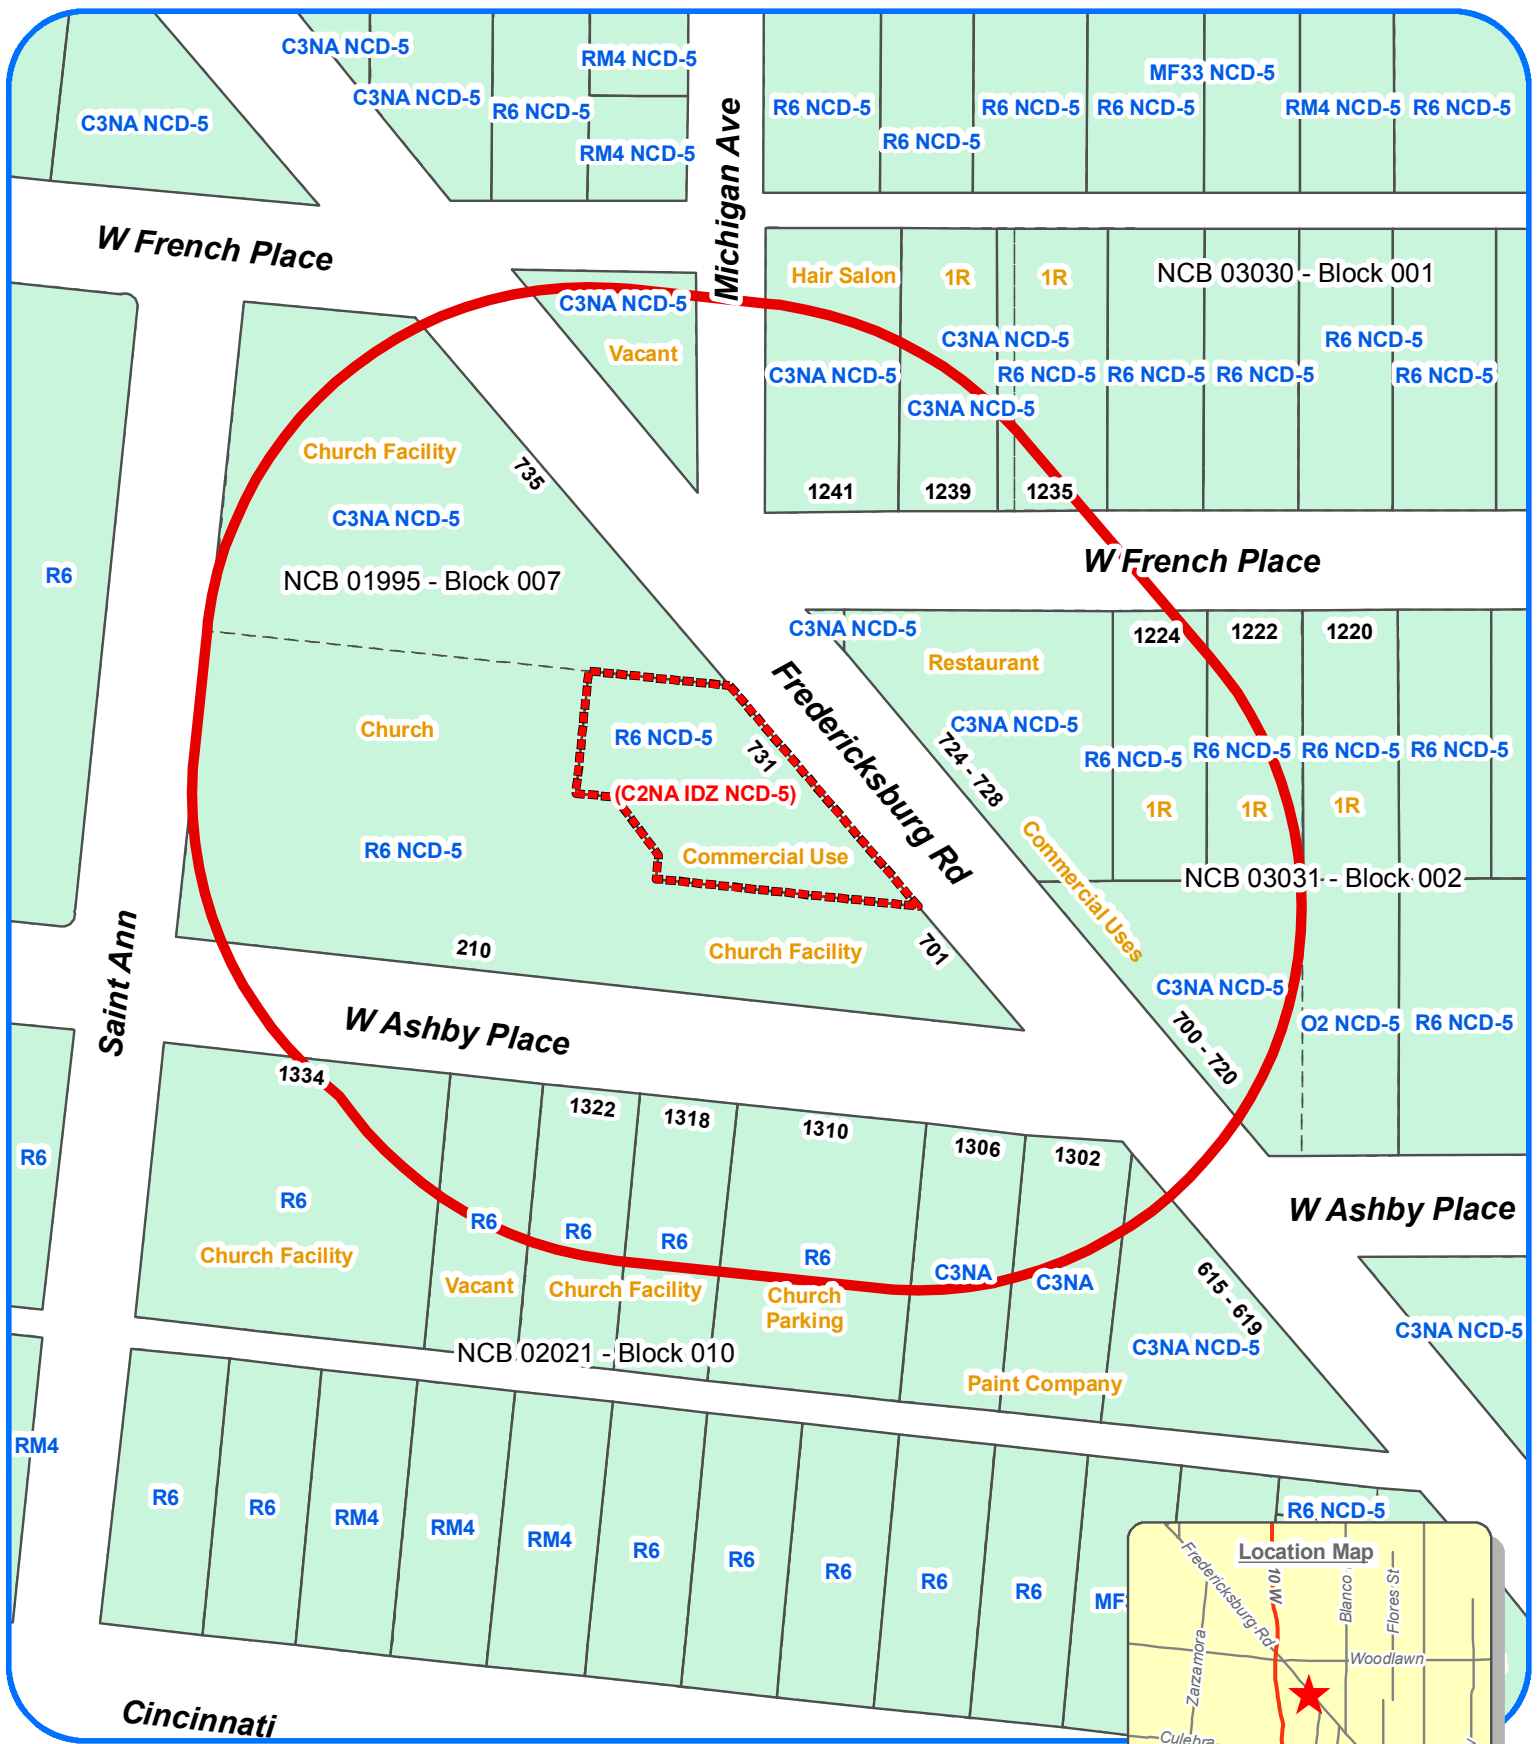 C3NA NCD-5
C3NA NCD-5
C3NA NCD-5
R6 NCD-5
RM4 NCD-5
RM4 NCD-5
Michigan Ave
R6 NCD-5
R6 NCD-5
R6 NCD-5
MF33 NCD-5
R6 NCD-5
RM4 NCD-5
R6 NCD-5
W French Place
C3NA NCD-5
Vacant
Hair Salon
1R
1R
NCB 03030 - Block 001
C3NA NCD-5
R6 NCD-5
C3NA NCD-5
R6 NCD-5
R6 NCD-5
R6 NCD-5
R6 NCD-5
C3NA NCD-5
1241
1239
1235
Church Facility
735
C3NA NCD-5
NCB 01995 - Block 007
R6
W French Place
C3NA NCD-5
Restaurant
1224
1222
1220
Fredericksburg Rd
Church
R6 NCD-5
731
(C2NA IDZ NCD-5)
Commercial Use
R6 NCD-5
C3NA NCD-5
724 - 728
R6 NCD-5
R6 NCD-5
R6 NCD-5
R6 NCD-5
1R
1R
1R
Commercial Uses
NCB 03031 - Block 002
Saint Ann
210
Church Facility
701
C3NA NCD-5
700 - 720
O2 NCD-5
R6 NCD-5
W Ashby Place
1334
1322
1318
1310
1306
1302
R6
R6
Church Facility
R6
Vacant
R6
R6
Church Facility
R6
Church
Parking
C3NA
C3NA
W Ashby Place
615 - 619
C3NA NCD-5
C3NA NCD-5
NCB 02021 - Block 010
Paint Company
RM4
R6
R6
RM4
RM4
RM4
R6
R6
R6
R6
R6
R6 NCD-5
Location Map
Fredericksburg Rd
10 W
Blanco
Flores St
Zarzamora
Woodlawn
Cincinnati